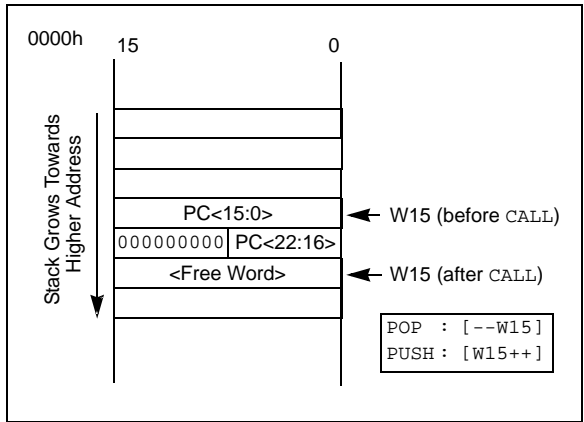 0000h
15 0
Stack Grows Towards
Higher Address
PC<15:0>
W15 (before CALL)
000000000 PC<22:16>
<Free Word>
W15 (after CALL)
POP : [--W15]
PUSH : [W15++]